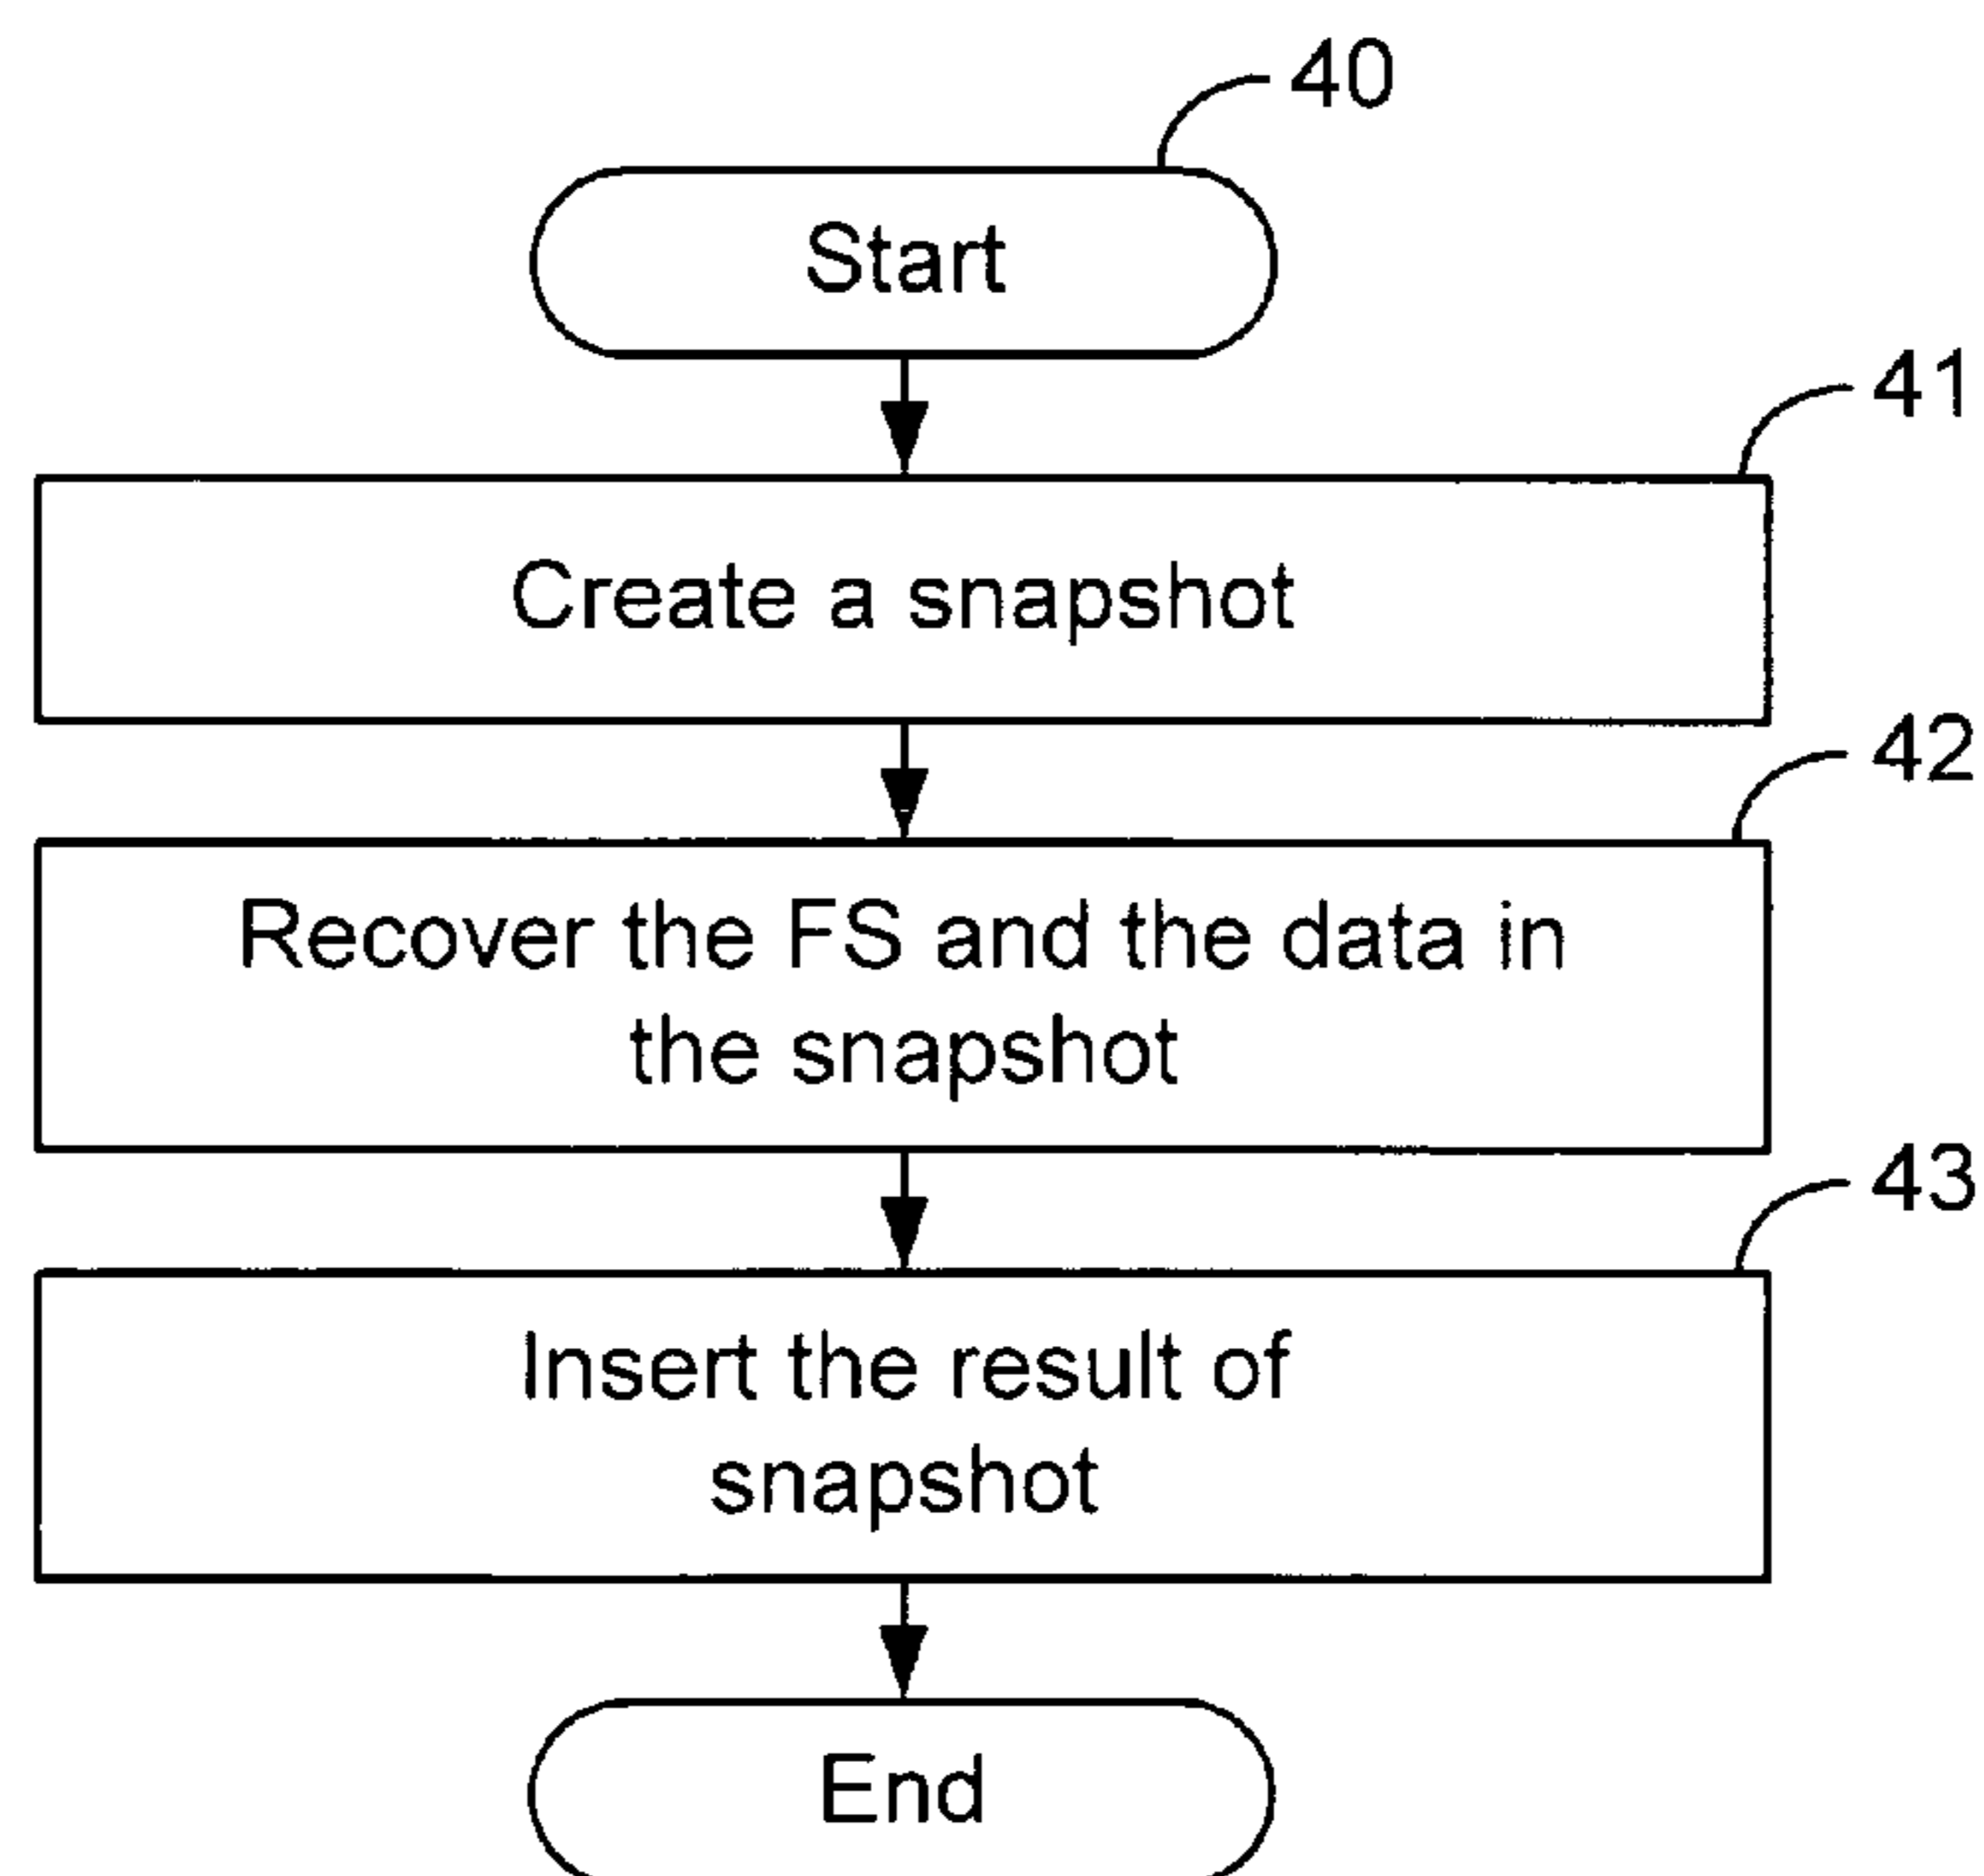 40
Start
41
Create a snapshot
42
Recover the FS and the data in
the snapshot
43
Insert the result of
snapshot
End